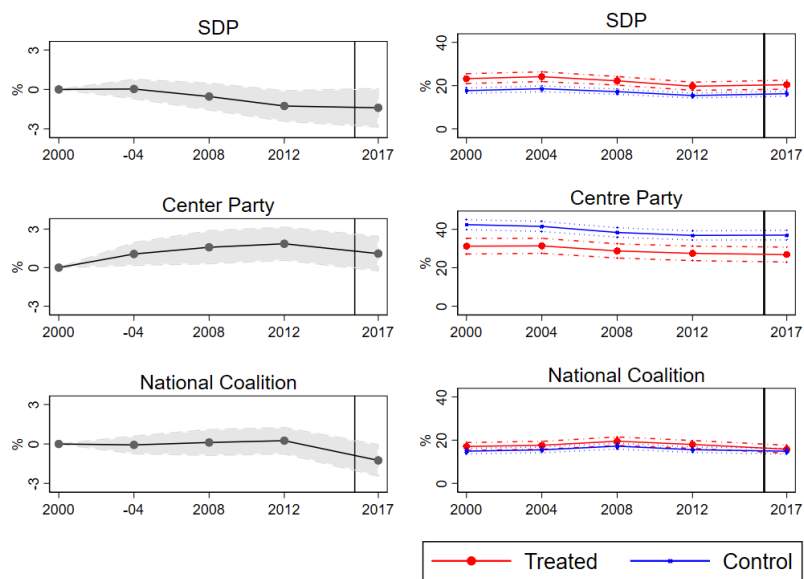 SDP
3
0
-3
%
2000 -04 2008 2012 2017
Center Party
3
0
-3
%
2000 -04 2008 2012 2017
National Coalition
3
0
-3
%
2000 -04 2008 2012 2017
SDP
40
20
0
%
2000 2004 2008 2012 2017
Centre Party
40
20
0
%
2000 2004 2008 2012 2017
National Coalition
40
20
0
%
2000 2004 2008 2012 2017
Treated Control